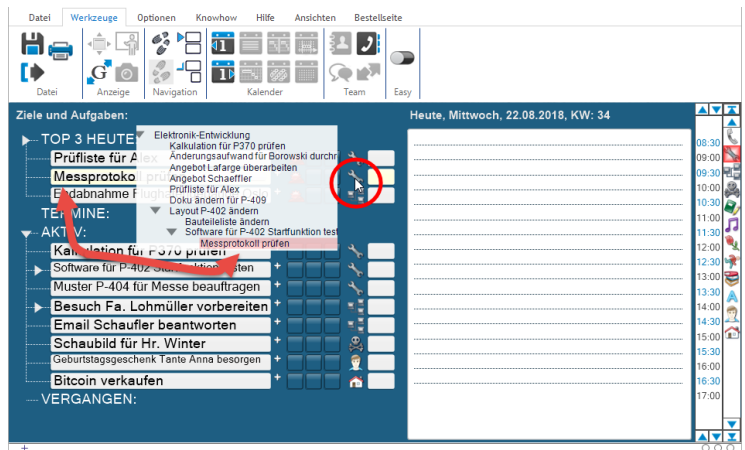 Datei Werkzeuge Optionen Knowhow Hilfe Ansichten Bestellseite
Datei Anzeige Navigation Kalender Team Easy
Ziele und Aufgaben:
TOP 3 HEUTE
Prüfliste für Alex
Messprotokoll prüfen
Endabnahme Flugha
TERMINE:
AKTIV:
Kalkulation für P370 prüfen
Software für P-402 Startfunktion testen
Muster P-404 für Messe beauftragen
Besuch Fa. Lohmüller vorbereiten
Email Schaufler beantworten
Schaubild für Hr. Winter
Geburtstagsgeschenk Tante Anna besorgen
Bitcoin verkaufen
VERGANGEN:
Elektronik-Entwicklung
Kalkulation für P370 prüfen
Änderungsaufwand für Borowski durchr
Angebot Lafarge überarbeiten
Angebot Schaeffler
Prüfliste für Alex
Doku ändern für P-409
Layout P-402 ändern
Bauteileliste ändern
Software für P-402 Startfunktion test
Messprotokoll prüfen
Heute, Mittwoch, 22.08.2018, KW: 34
08:30
09:00
09:30
10:00
10:30
11:00
11:30
12:00
12:30
13:00
13:30
14:00
14:30
15:00
15:30
16:00
16:30
17:00